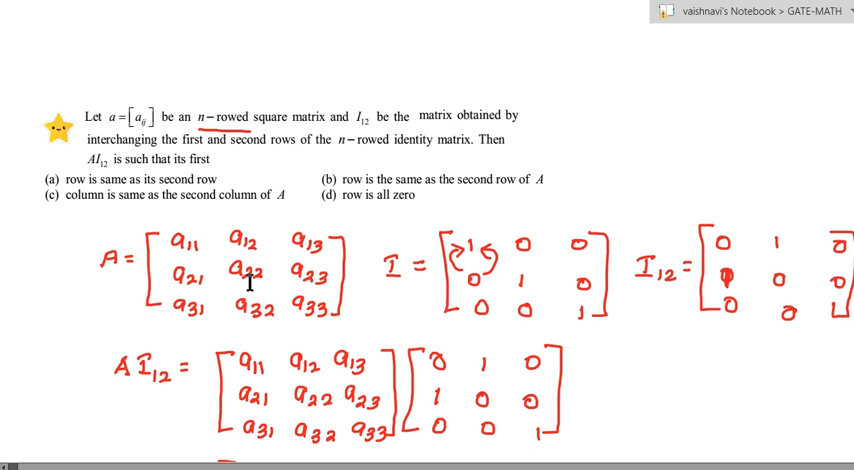 vaishnavi's Notebook > GATE-MATH
Let a = [a_ij] be an n − rowed square matrix and I_12 be the matrix obtained by
interchanging the first and second rows of the n − rowed identity matrix. Then
AI_12 is such that its first
(a) row is same as its second row (b) row is the same as the second row of A
(c) column is same as the second column of A (d) row is all zero
A = [ a11 a12 a13 I = [ 1 0 0 I12 = [ 0 1 0
a21 a22 a23 0 1 0 1 0 0
a31 a32 a33 ] 0 0 1 ] 0 0 1 ]
A I12 = [ a11 a12 a13 ] [ 0 1 0 ]
a21 a22 a23 1 0 0
a31 a32 a33 0 0 1